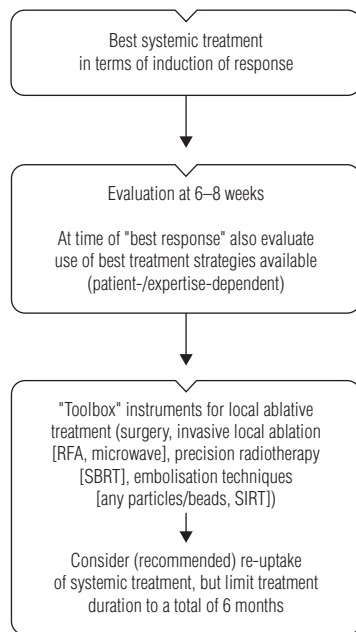 Best systemic treatment
in terms of induction of response
Evaluation at 6–8 weeks
At time of "best response" also evaluate
use of best treatment strategies available
(patient-/expertise-dependent)
"Toolbox" instruments for local ablative
treatment (surgery, invasive local ablation
[RFA, microwave], precision radiotherapy
[SBRT], embolisation techniques
[any particles/beads, SIRT])
Consider (recommended) re-uptake
of systemic treatment, but limit treatment
duration to a total of 6 months